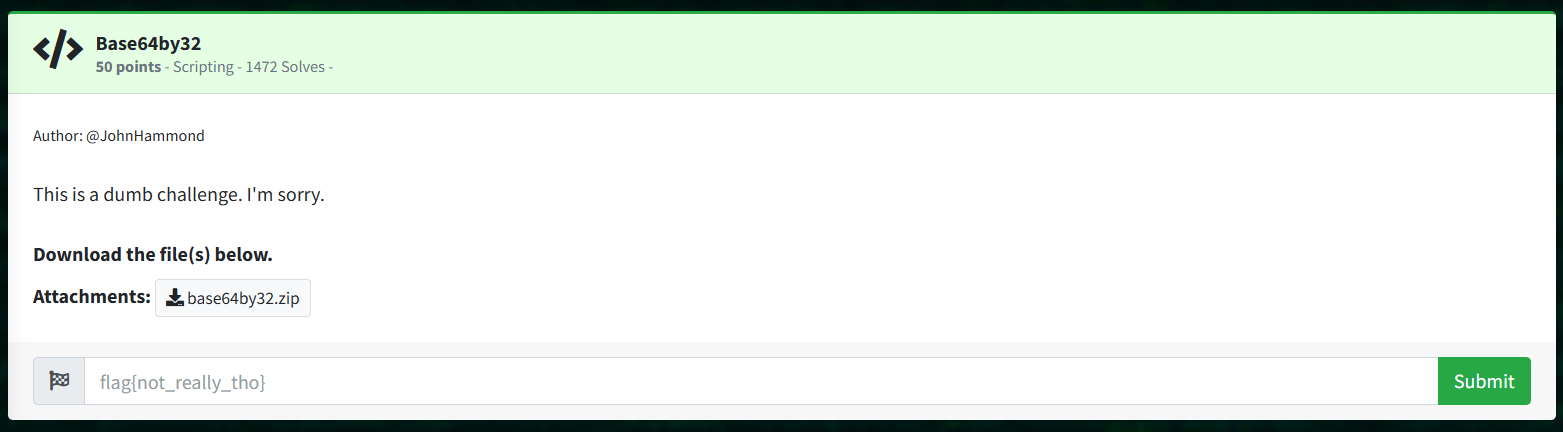 Base64by32
50 points - Scripting - 1472 Solves -
Author: @JohnHammond
This is a dumb challenge. I'm sorry.
Download the file(s) below.
Attachments: base64by32.zip
flag{not_really_tho} Submit